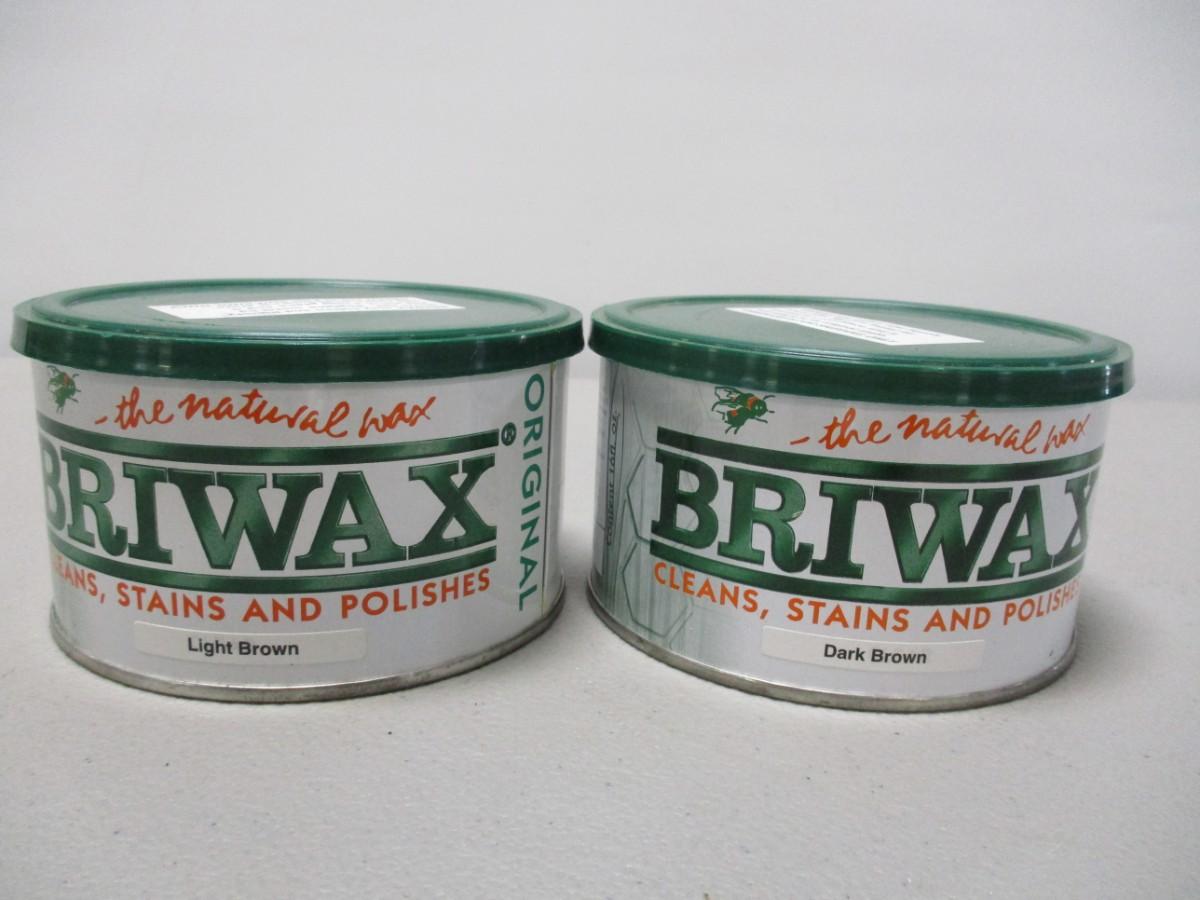 -the natural wax
BRIWAX®
CLEANS, STAINS AND POLISHES
Light Brown
ORIGINAL
-the natural wax
BRIWAX
CLEANS, STAINS AND POLISHES
Dark Brown